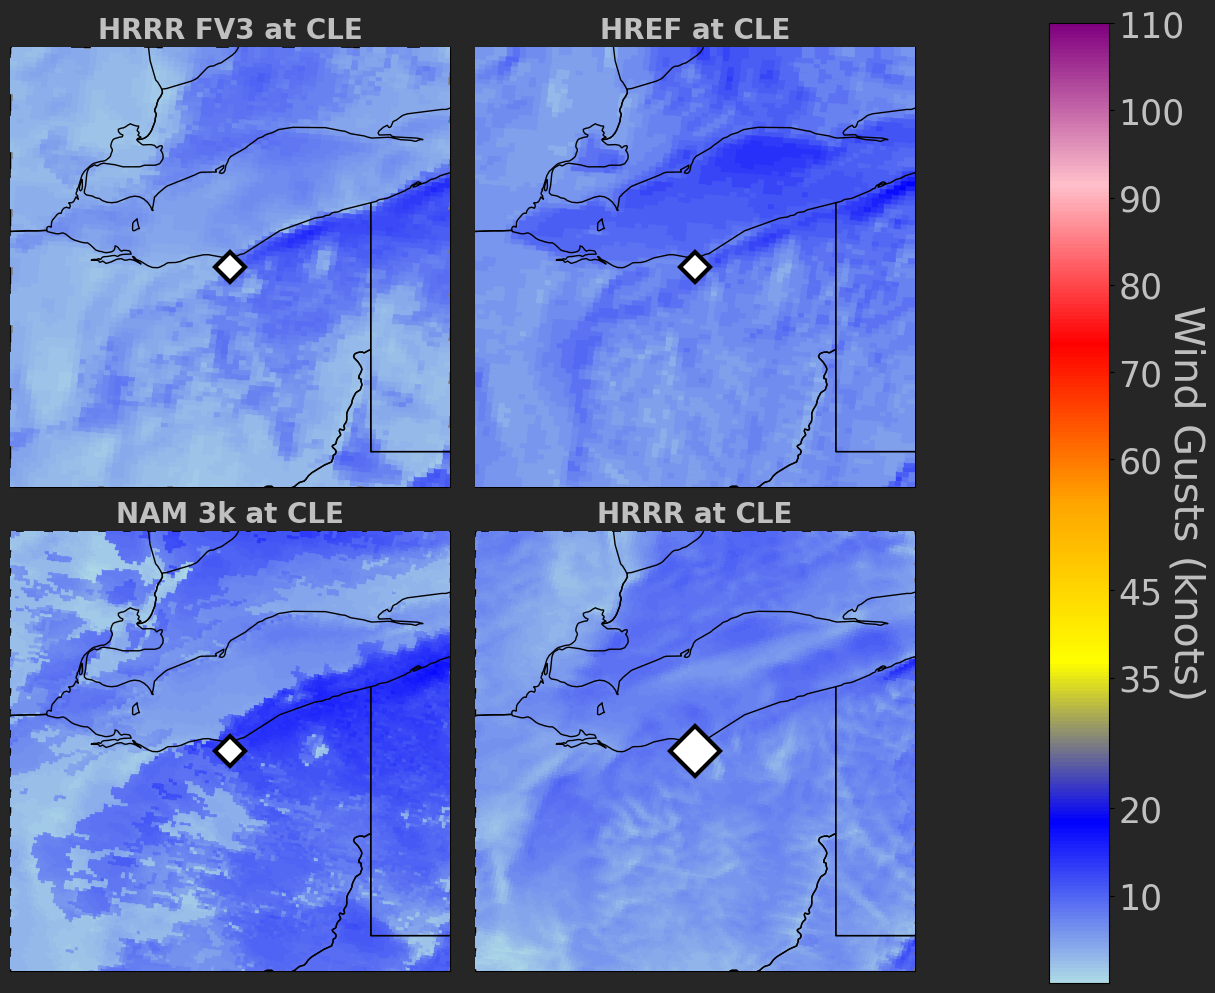 HRRR FV3 at CLE
HREF at CLE
NAM 3k at CLE
HRRR at CLE
110
100
90
80
70
60
45
35
20
10
Wind Gusts (knots)